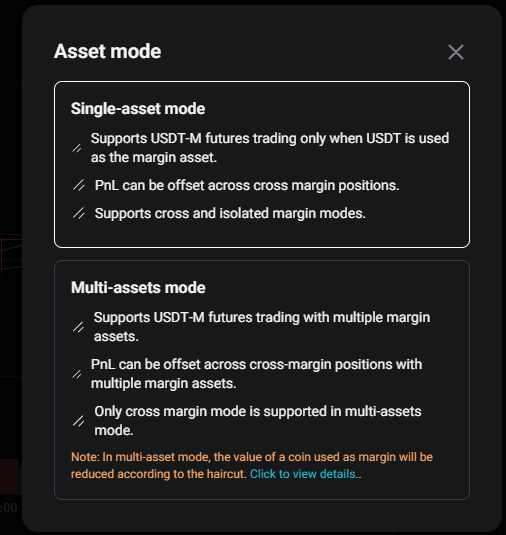 Asset mode
Single-asset mode
Supports USDT-M futures trading only when USDT is used
as the margin asset.
PnL can be offset across cross margin positions.
Supports cross and isolated margin modes.
Multi-assets mode
Supports USDT-M futures trading with multiple margin
assets.
PnL can be offset across cross-margin positions with
multiple margin assets.
Only cross margin mode is supported in multi-assets
mode.
Note: In multi-asset mode, the value of a coin used as margin will be
reduced according to the haircut. Click to view details..
:00